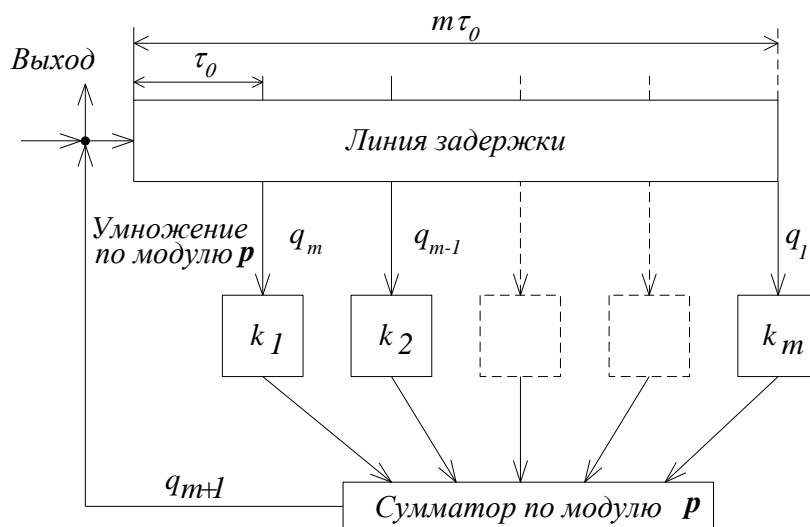 mτ₀
Выход
τ₀
Линия задержки
Умножение
по модулю p
qₘ
qₘ₋₁
q₁
k₁
k₂
kₘ
qₘ₊₁
Сумматор по модулю p